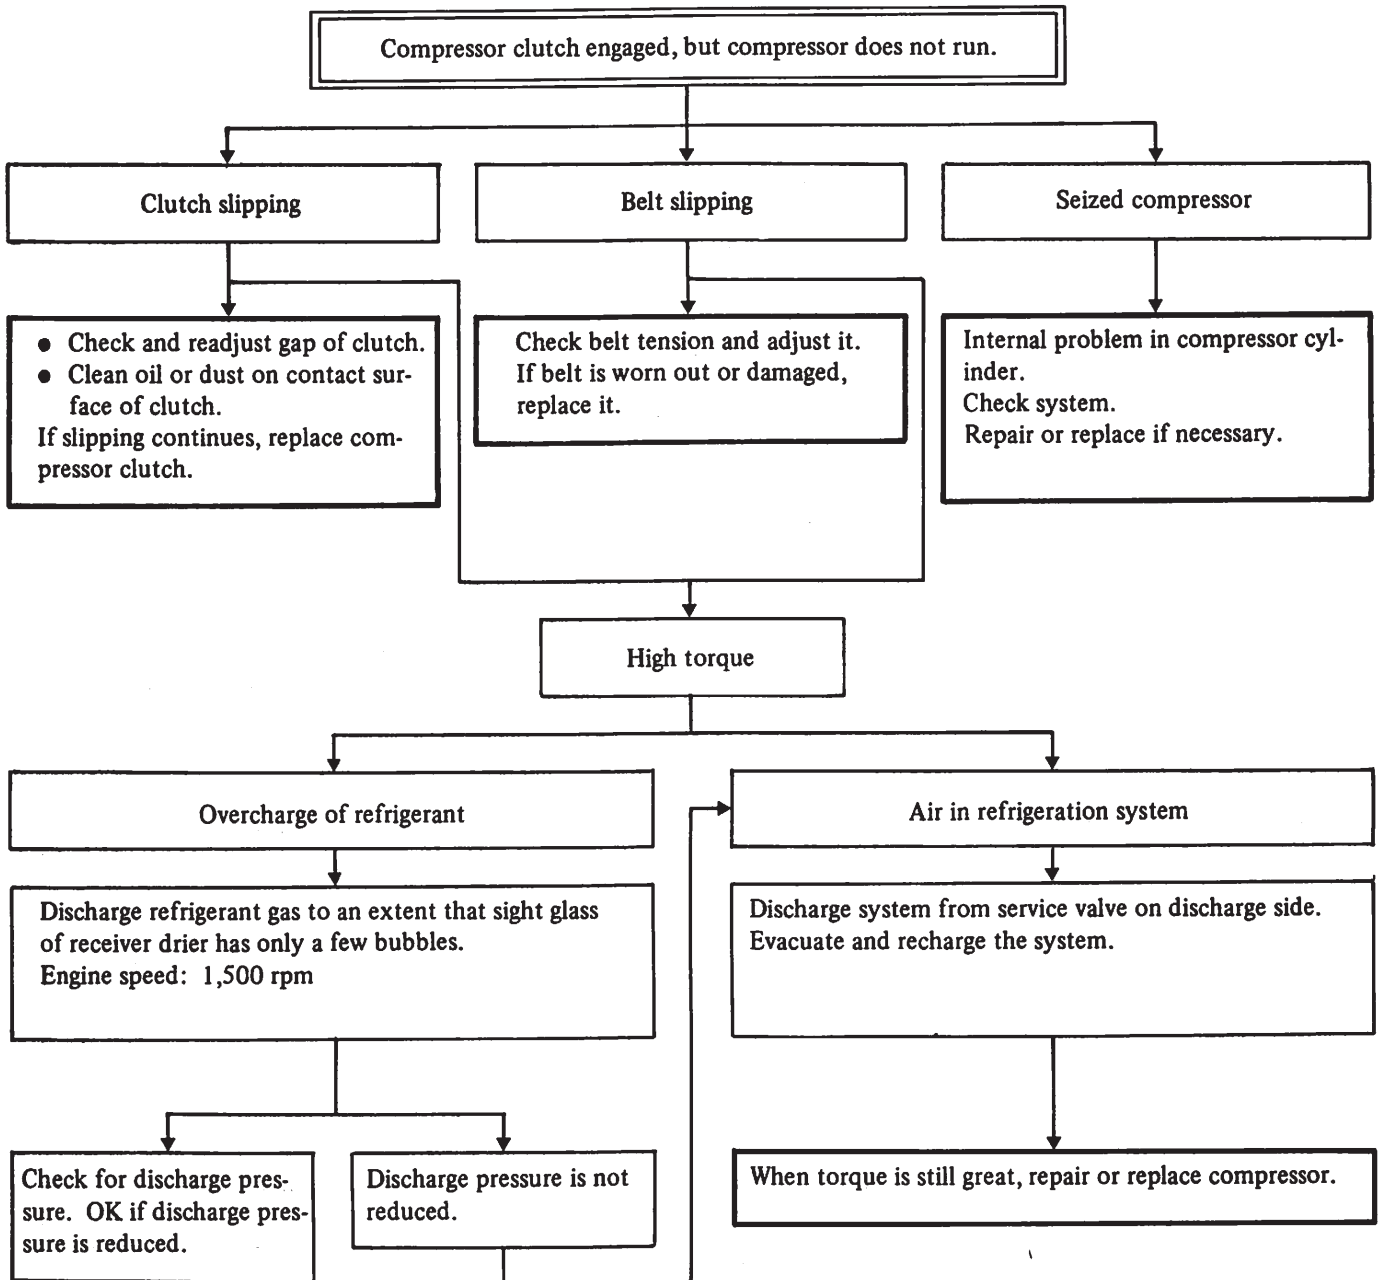 Compressor clutch engaged, but compressor does not run.
Clutch slipping
Belt slipping
Seized compressor
● Check and readjust gap of clutch.
● Clean oil or dust on contact sur-
face of clutch.
If slipping continues, replace com-
pressor clutch.
Check belt tension and adjust it.
If belt is worn out or damaged,
replace it.
Internal problem in compressor cyl-
inder.
Check system.
Repair or replace if necessary.
High torque
Overcharge of refrigerant
Air in refrigeration system
Discharge refrigerant gas to an extent that sight glass
of receiver drier has only a few bubbles.
Engine speed: 1,500 rpm
Discharge system from service valve on discharge side.
Evacuate and recharge the system.
Check for discharge pres-
sure. OK if discharge pres-
sure is reduced.
Discharge pressure is not
reduced.
When torque is still great, repair or replace compressor.